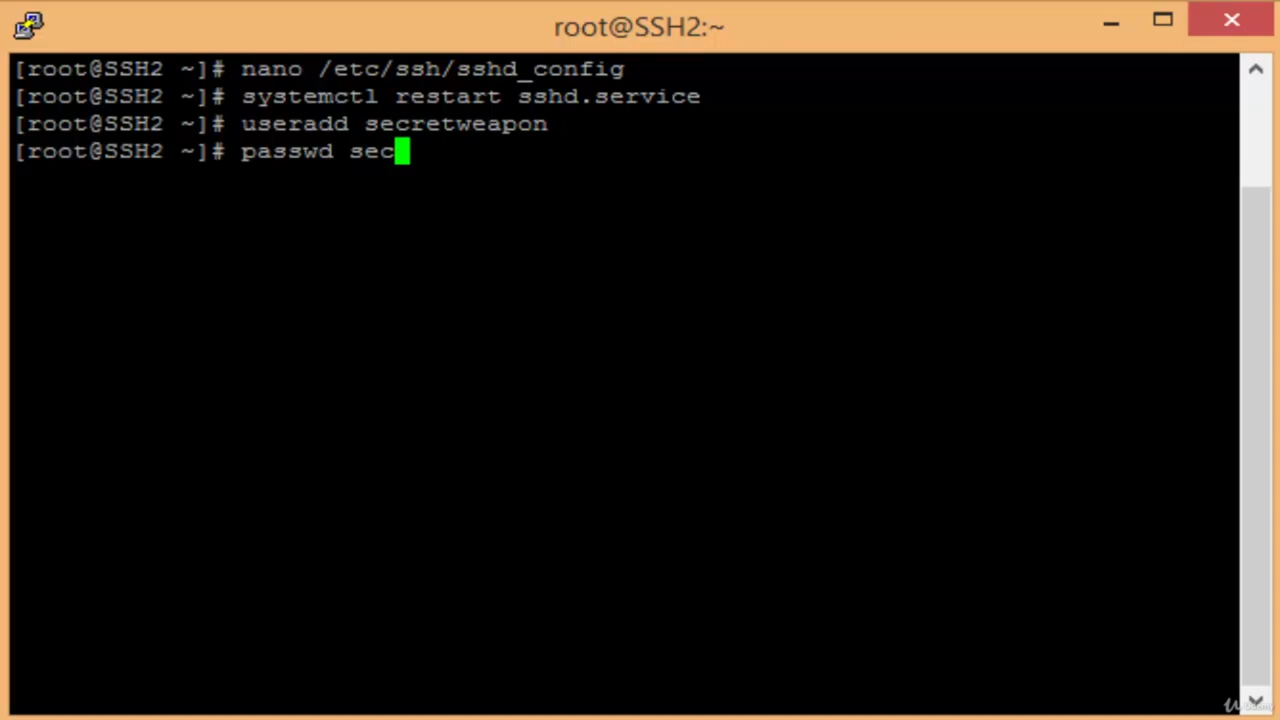 root@SSH2:~
[root@SSH2 ~]# nano /etc/ssh/sshd_config
[root@SSH2 ~]# systemctl restart sshd.service
[root@SSH2 ~]# useradd secretweapon
[root@SSH2 ~]# passwd sec